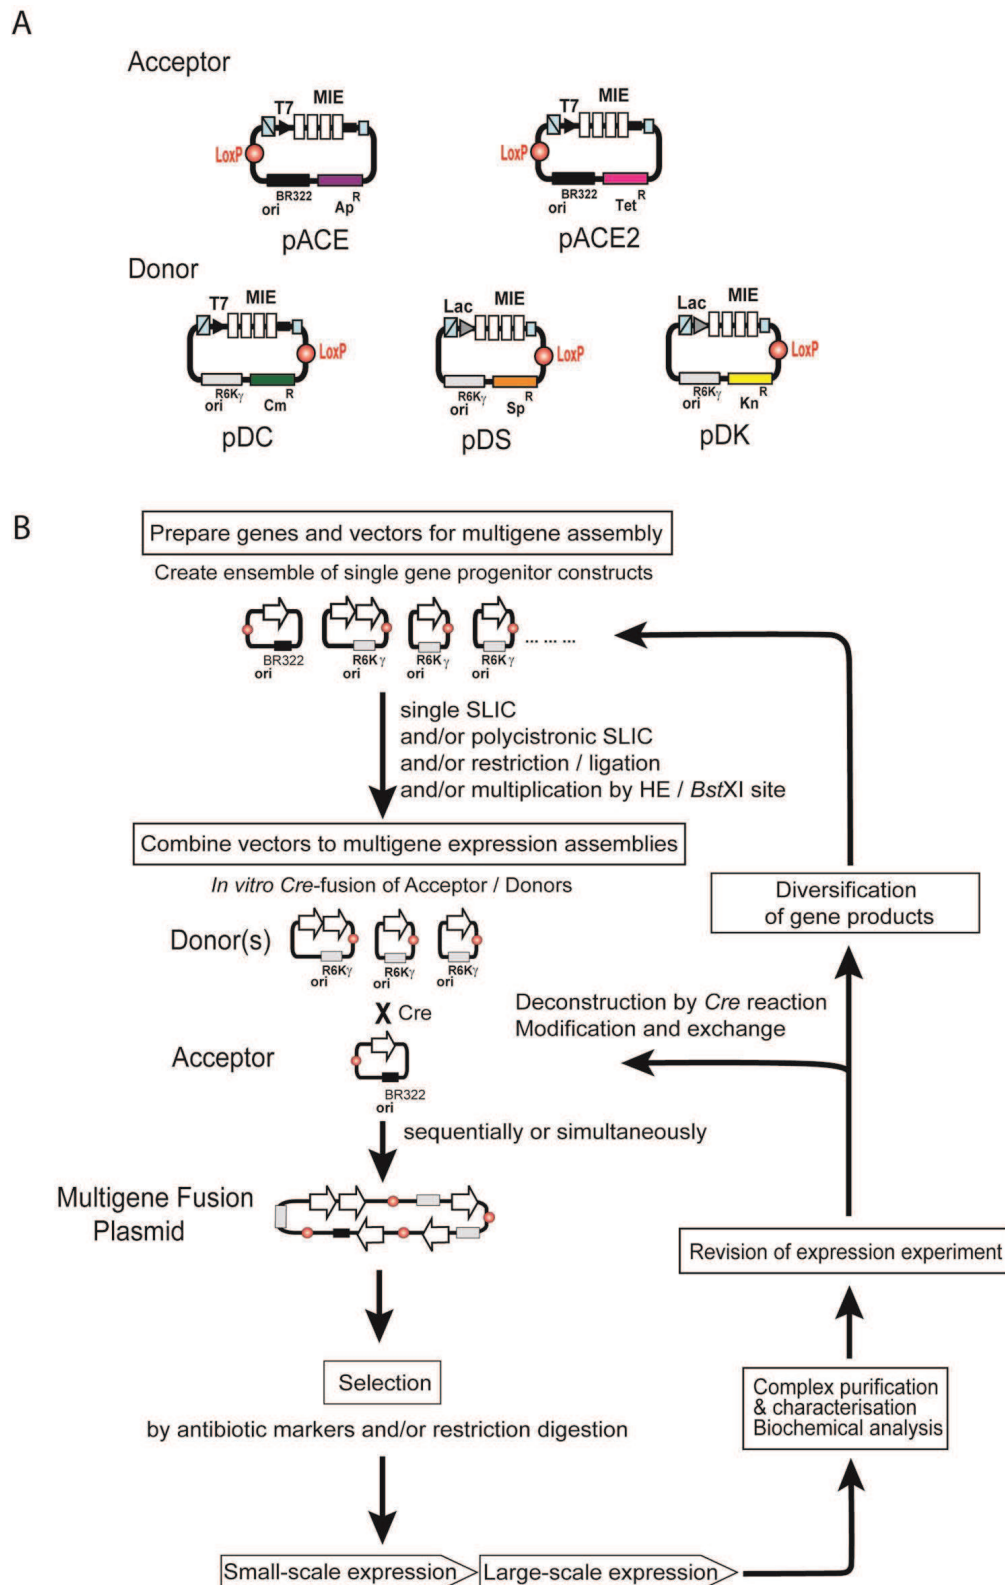 A
Acceptor
T7 MIE
LoxP
BR322
ori
Ap R
pACE
T7 MIE
LoxP
BR322
ori
Tet R
pACE2
Donor
T7 MIE
LoxP
R6Kγ
ori
Cm R
pDC
Lac MIE
LoxP
R6Kγ
ori
Sp R
pDS
Lac MIE
LoxP
R6Kγ
ori
Kn R
pDK
B
Prepare genes and vectors for multigene assembly
Create ensemble of single gene progenitor constructs
BR322
ori
R6Kγ
ori
R6Kγ
ori
R6Kγ
ori
... ... ...
single SLIC
and/or polycistronic SLIC
and/or restriction / ligation
and/or multiplication by HE / BstXI site
Combine vectors to multigene expression assemblies
In vitro Cre-fusion of Acceptor / Donors
Donor(s)
R6Kγ
ori
R6Kγ
ori
R6Kγ
ori
X Cre
Acceptor
BR322
ori
sequentially or simultaneously
Multigene Fusion
Plasmid
Selection
by antibiotic markers and/or restriction digestion
Small-scale expression
Large-scale expression
Complex purification
& characterisation
Biochemical analysis
Revision of expression experiment
Deconstruction by Cre reaction
Modification and exchange
Diversification
of gene products